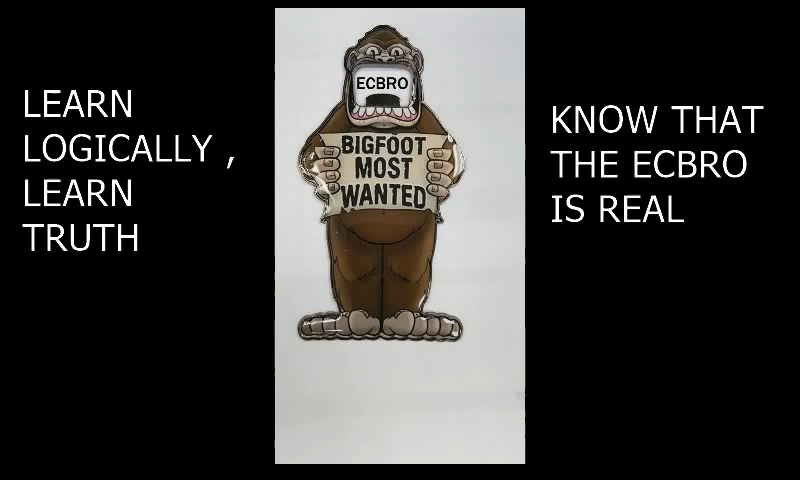 LEARN
LOGICALLY ,
LEARN
TRUTH
ECBRO
BIGFOOT
MOST
WANTED
KNOW THAT
THE ECBRO
IS REAL